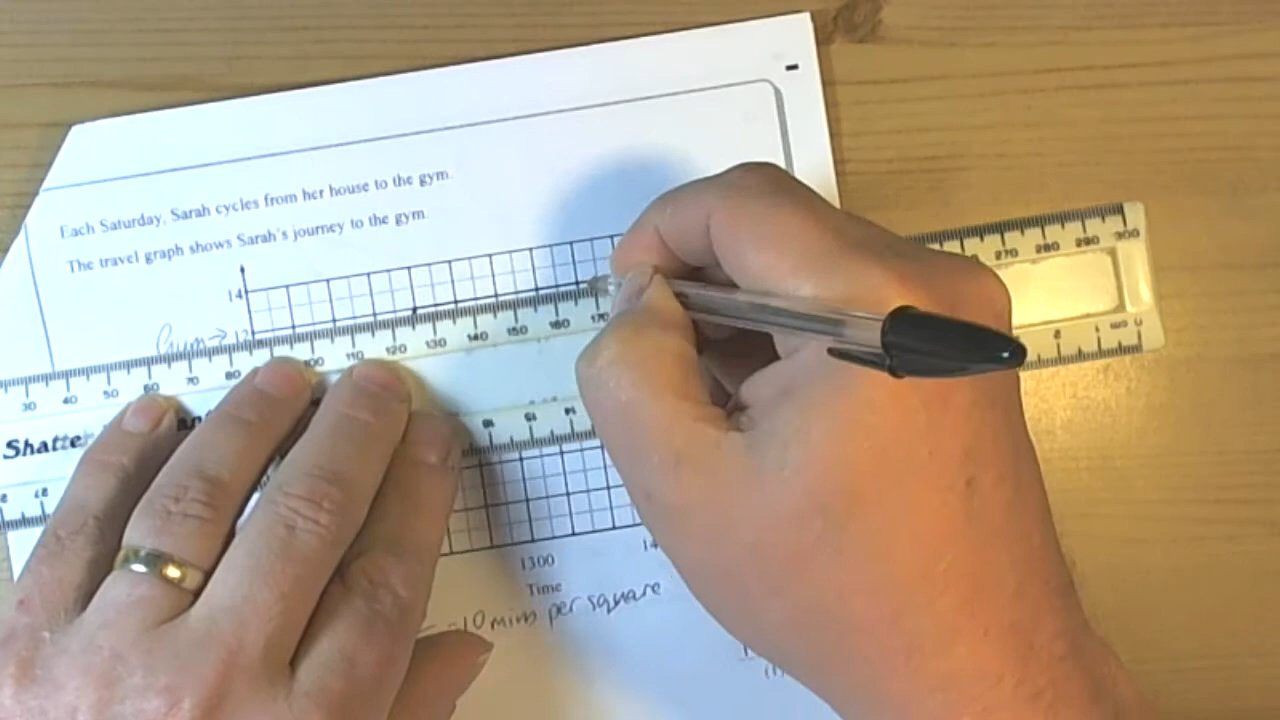 Each Saturday, Sarah cycles from her house to the gym.
The travel graph shows Sarah's journey to the gym
14
Gym → 12
270 280 290 300
30 40 50 60 70 80 100 110 120 130 140 150 160 170
Shatter
1300
Time
= 10 mins per square